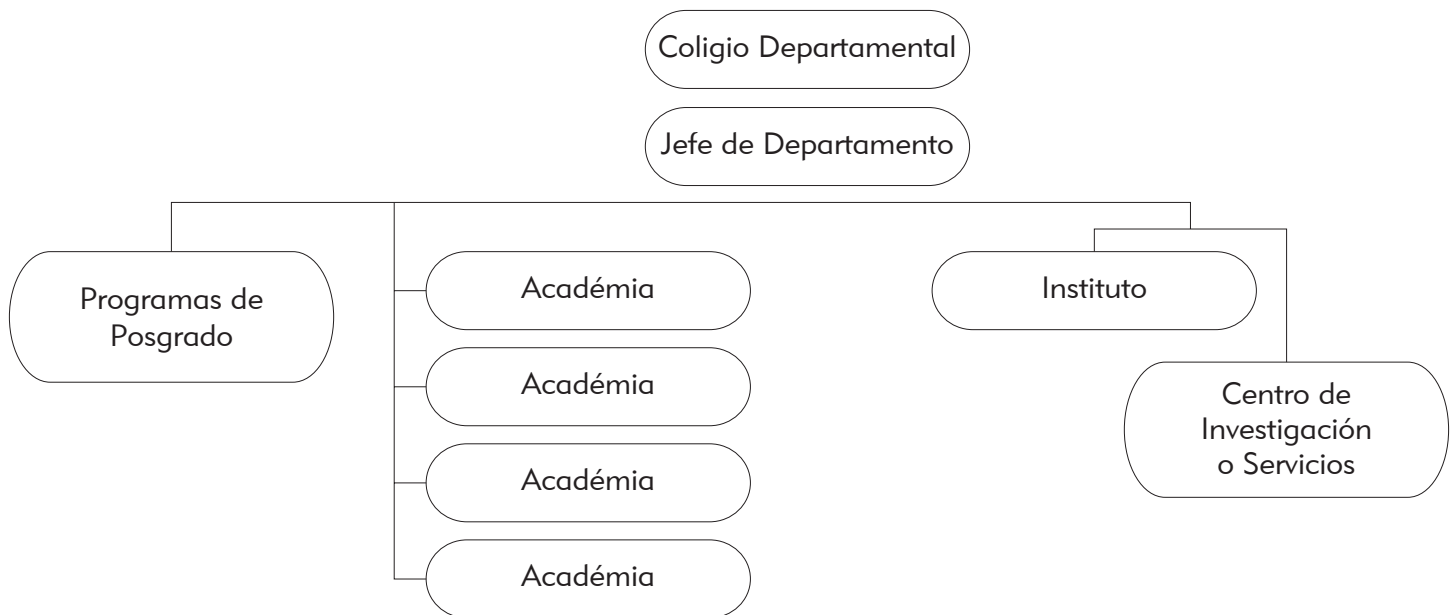 Coligio Departamental
Jefe de Departamento
Programas de
Posgrado
Académia
Académia
Académia
Académia
Instituto
Centro de
Investigación
o Servicios